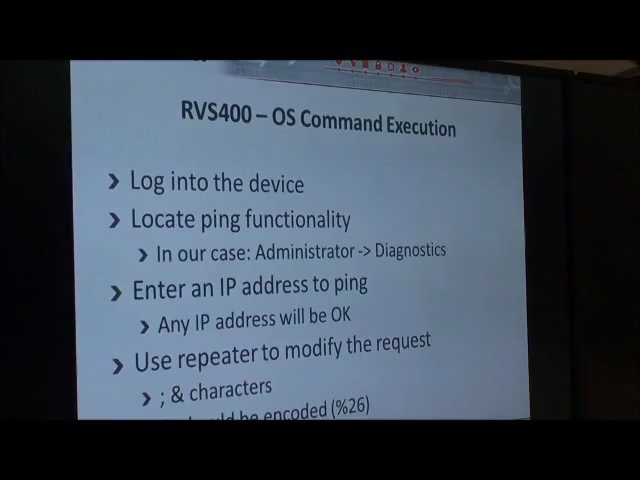 RVS400 – OS Command Execution
❯ Log into the device
❯ Locate ping functionality
❯ In our case: Administrator -> Diagnostics
❯ Enter an IP address to ping
❯ Any IP address will be OK
❯ Use repeater to modify the request
❯ ; & characters
be encoded (%26)